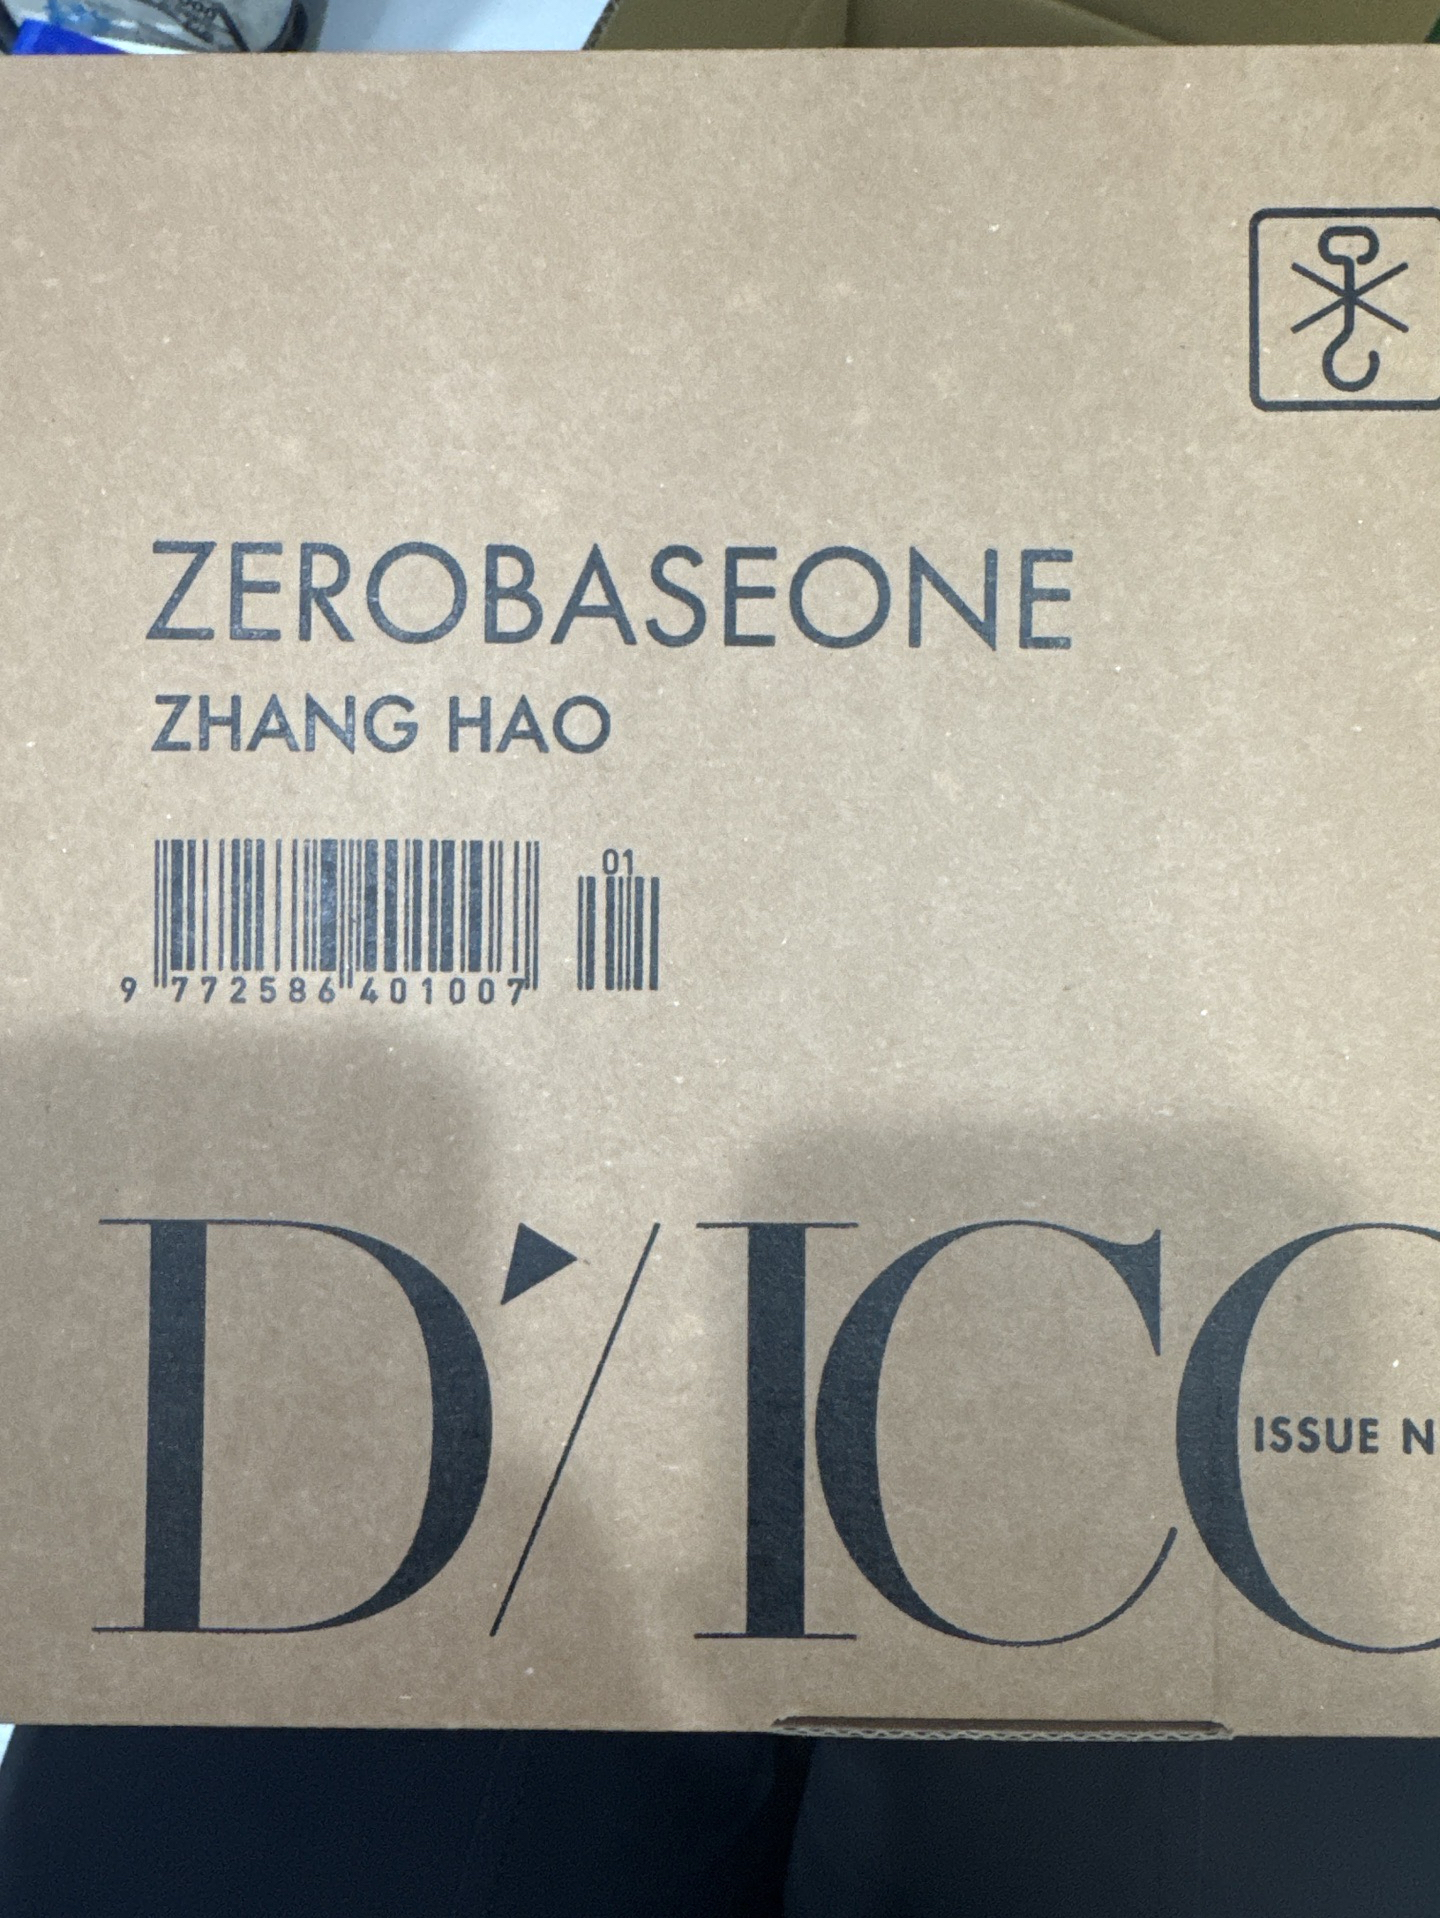 ZEROBASEONE
ZHANG HAO
01
9 772586 401007
D'/ICO
ISSUE N